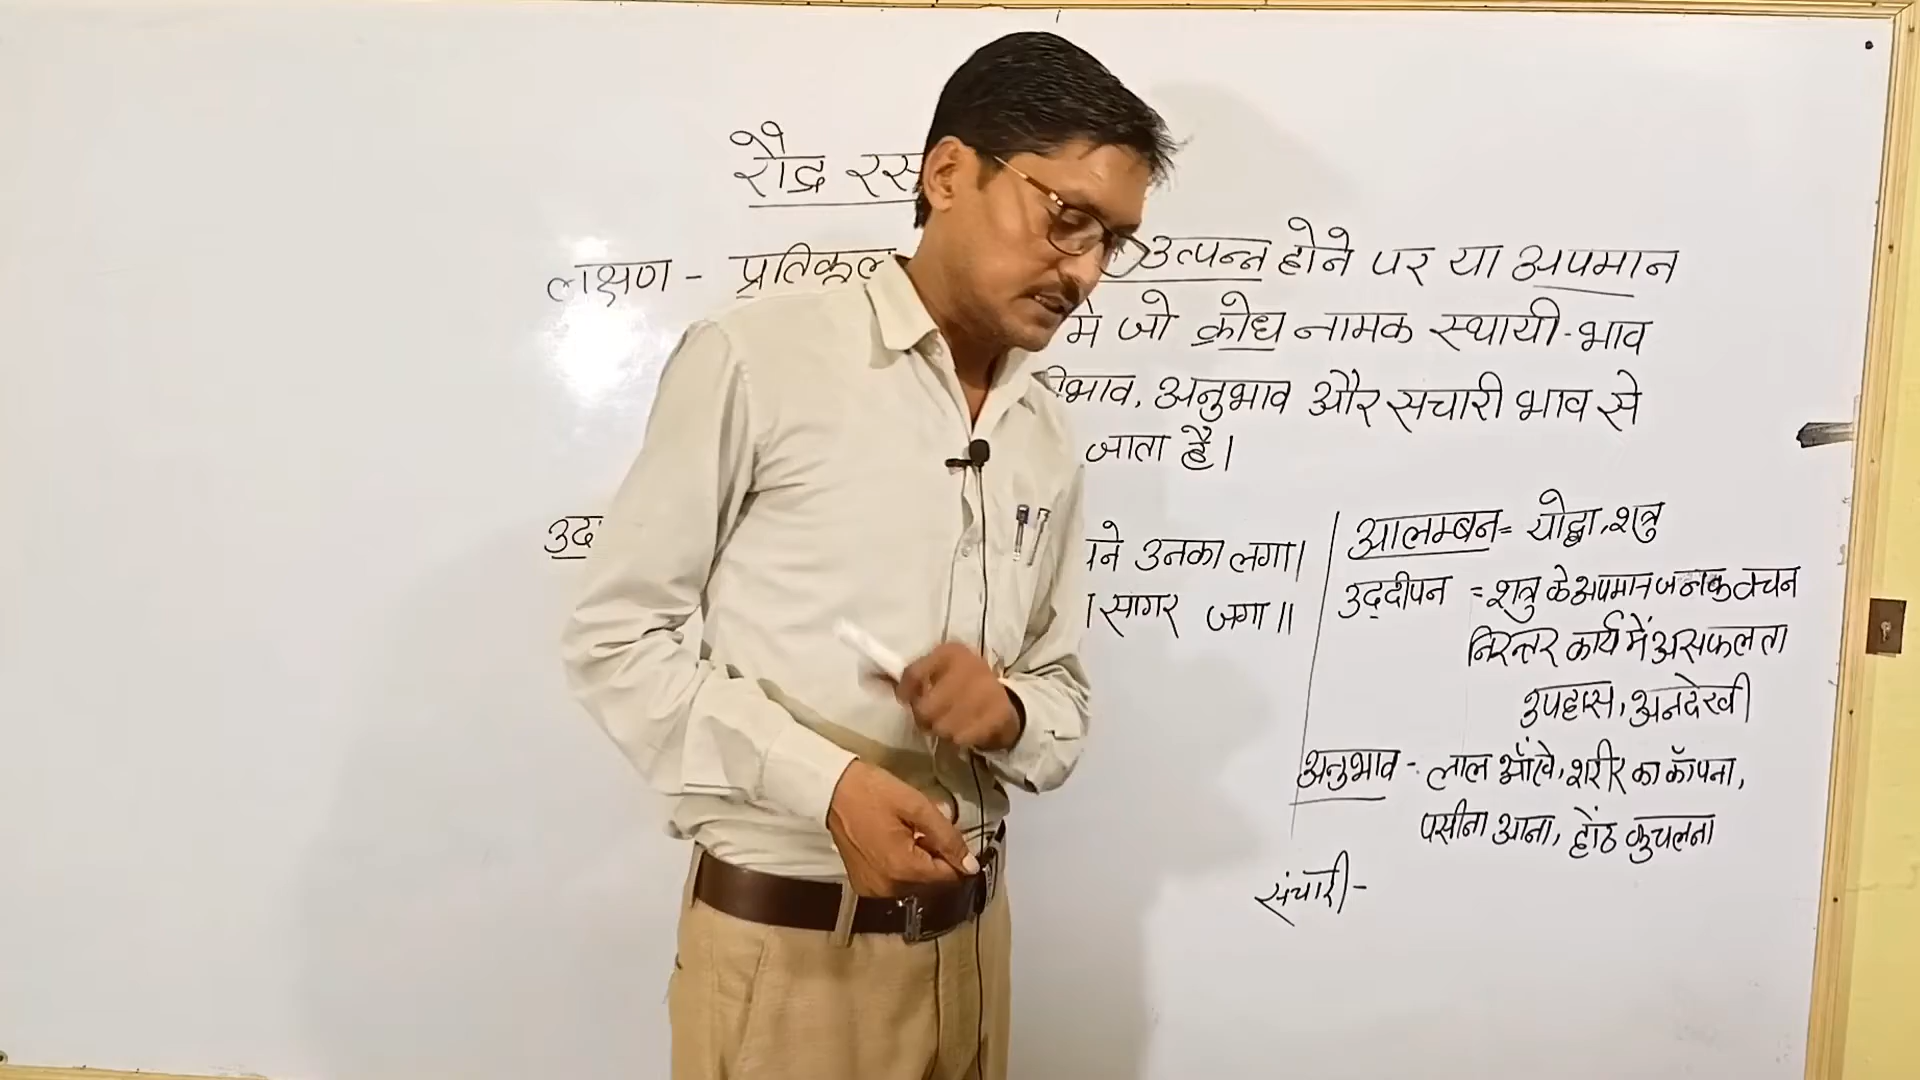 रौद्र रस
लक्षण - प्रतिकूल उत्पन्न होने पर या अपमान
में जो क्रोध नामक स्थायी-भाव
भाव, अनुभाव और सचारी भाव से
जाता है।
उद
ने उनका लगा।
सागर जगा॥
आलम्बन = योद्धा, शत्रु
उद्‌दीपन = शत्रु के अपमानजनक वचन
निरन्तर कार्य में असफलता
उपहास, अनदेखी
अनुभाव - लाल आँखे, शरीर का काँपना,
पसीना आना, होंठ कुचलना
संचारी -